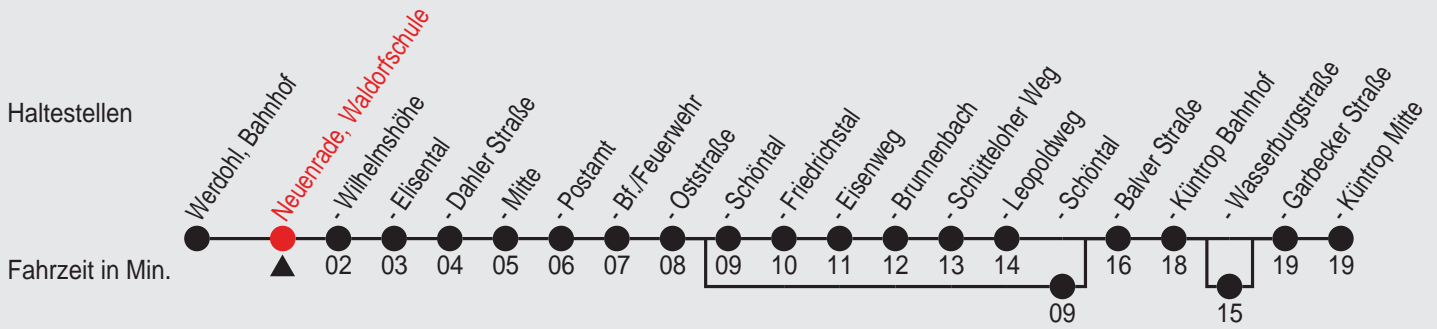 Haltestellen
Werdohl, Bahnhof
Neuenrade, Waldorfschule
- Wilhelmshöhe
- Elisental
- Dahler Straße
- Mitte
- Postamt
- Bf./Feuerwehr
- Oststraße
- Schöntal
- Friedrichstal
- Eisenweg
- Brunnenbach
- Schütteloher Weg
- Leopoldweg
- Schöntal
- Balver Straße
- Küntrop Bahnhof
- Wasserburgstraße
- Garbecker Straße
- Küntrop Mitte
Fahrzeit in Min.
02 03 04 05 06 07 08 09 10 11 12 13 14 16 18 19 19
09 15